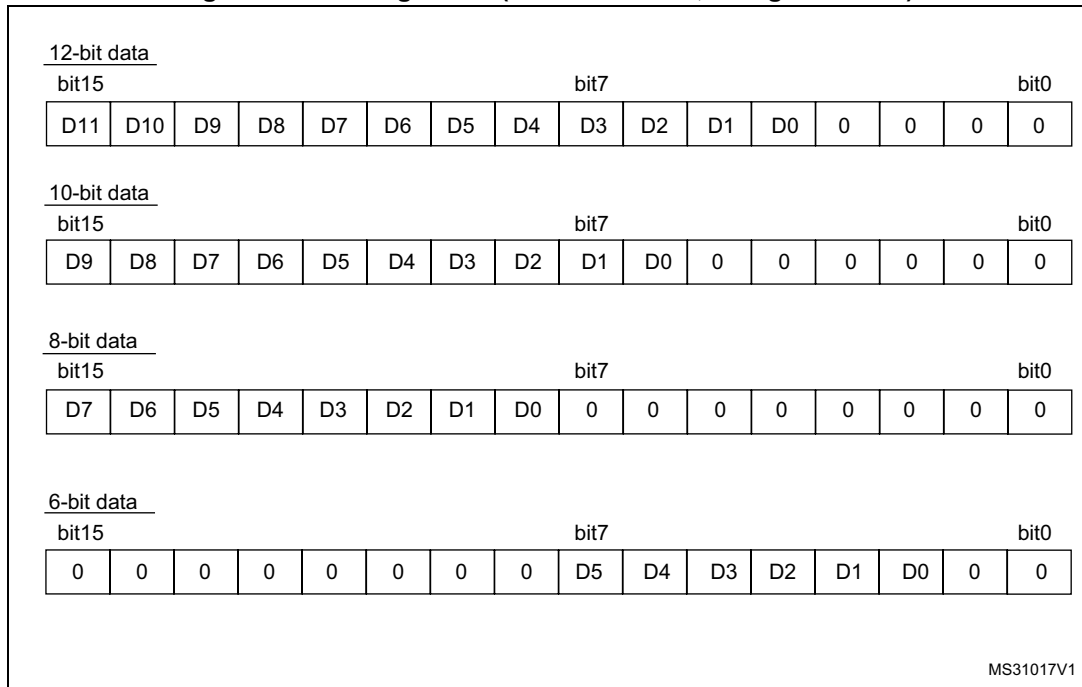 12-bit data
bit15 bit7 bit0
D11 D10 D9 D8 D7 D6 D5 D4 D3 D2 D1 D0 0 0 0 0
10-bit data
bit15 bit7 bit0
D9 D8 D7 D6 D5 D4 D3 D2 D1 D0 0 0 0 0 0 0
8-bit data
bit15 bit7 bit0
D7 D6 D5 D4 D3 D2 D1 D0 0 0 0 0 0 0 0 0
6-bit data
bit15 bit7 bit0
0 0 0 0 0 0 0 0 D5 D4 D3 D2 D1 D0 0 0
MS31017V1